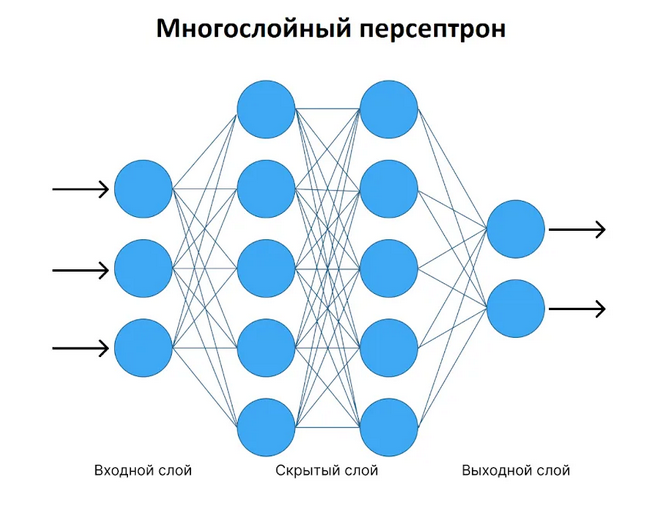 Многослойный персептрон
Входной слой
Скрытый слой
Выходной слой